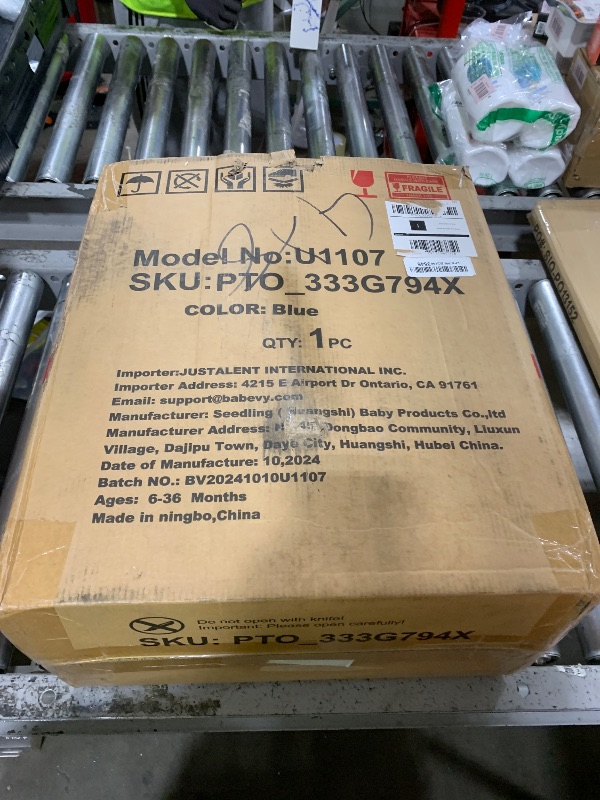 FRAGILE
Model No:U1107
SKU:PTO_333G794X
COLOR: Blue
QTY: 1PC
Importer:JUSTALENT INTERNATIONAL INC.
Importer Address: 4215 E Airport Dr Ontario, CA 91761
Email: support@babevy.com
Manufacturer: Seedling ( Huangshi) Baby Products Co.,ltd
Manufacturer Address: Dongbao Community, Liuxun
Village, Dajipu Town, Daye City, Huangshi, Hubei China.
Date of Manufacture: 10,2024
Batch NO.: BV20241010U1107
Ages: 6-36 Months
Made in ningbo,China
Do not open with knife!
Important: Please open carefully!
SKU: PTO_333G794X